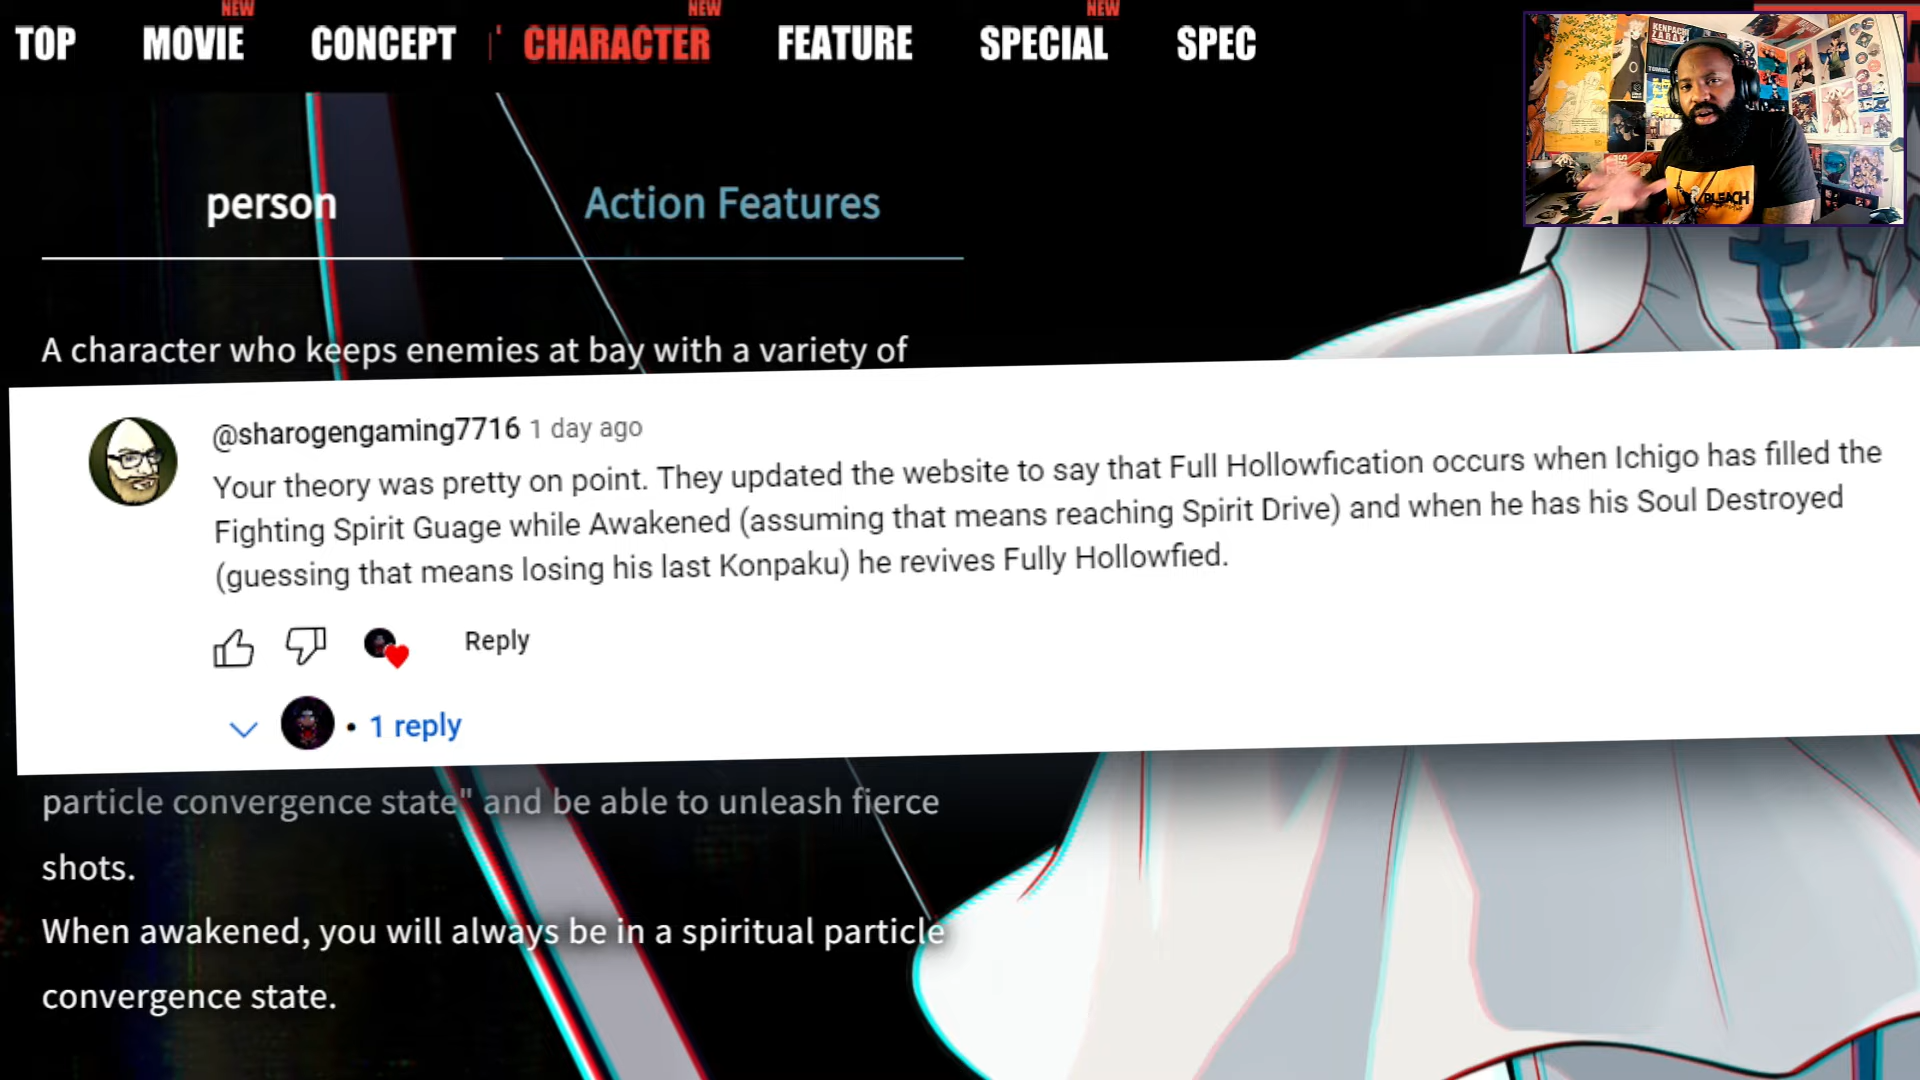 NEW NEW NEW
TOP MOVIE CONCEPT CHARACTER FEATURE SPECIAL SPEC
KENPACHI
BLEACH
person Action Features
A character who keeps enemies at bay with a variety of
@sharogengaming7716 1 day ago
Your theory was pretty on point. They updated the website to say that Full Hollowfication occurs when Ichigo has filled the
Fighting Spirit Guage while Awakened (assuming that means reaching Spirit Drive) and when he has his Soul Destroyed
(guessing that means losing his last Konpaku) he revives Fully Hollowfied.
Reply
• 1 reply
particle convergence state" and be able to unleash fierce
shots.
When awakened, you will always be in a spiritual particle
convergence state.